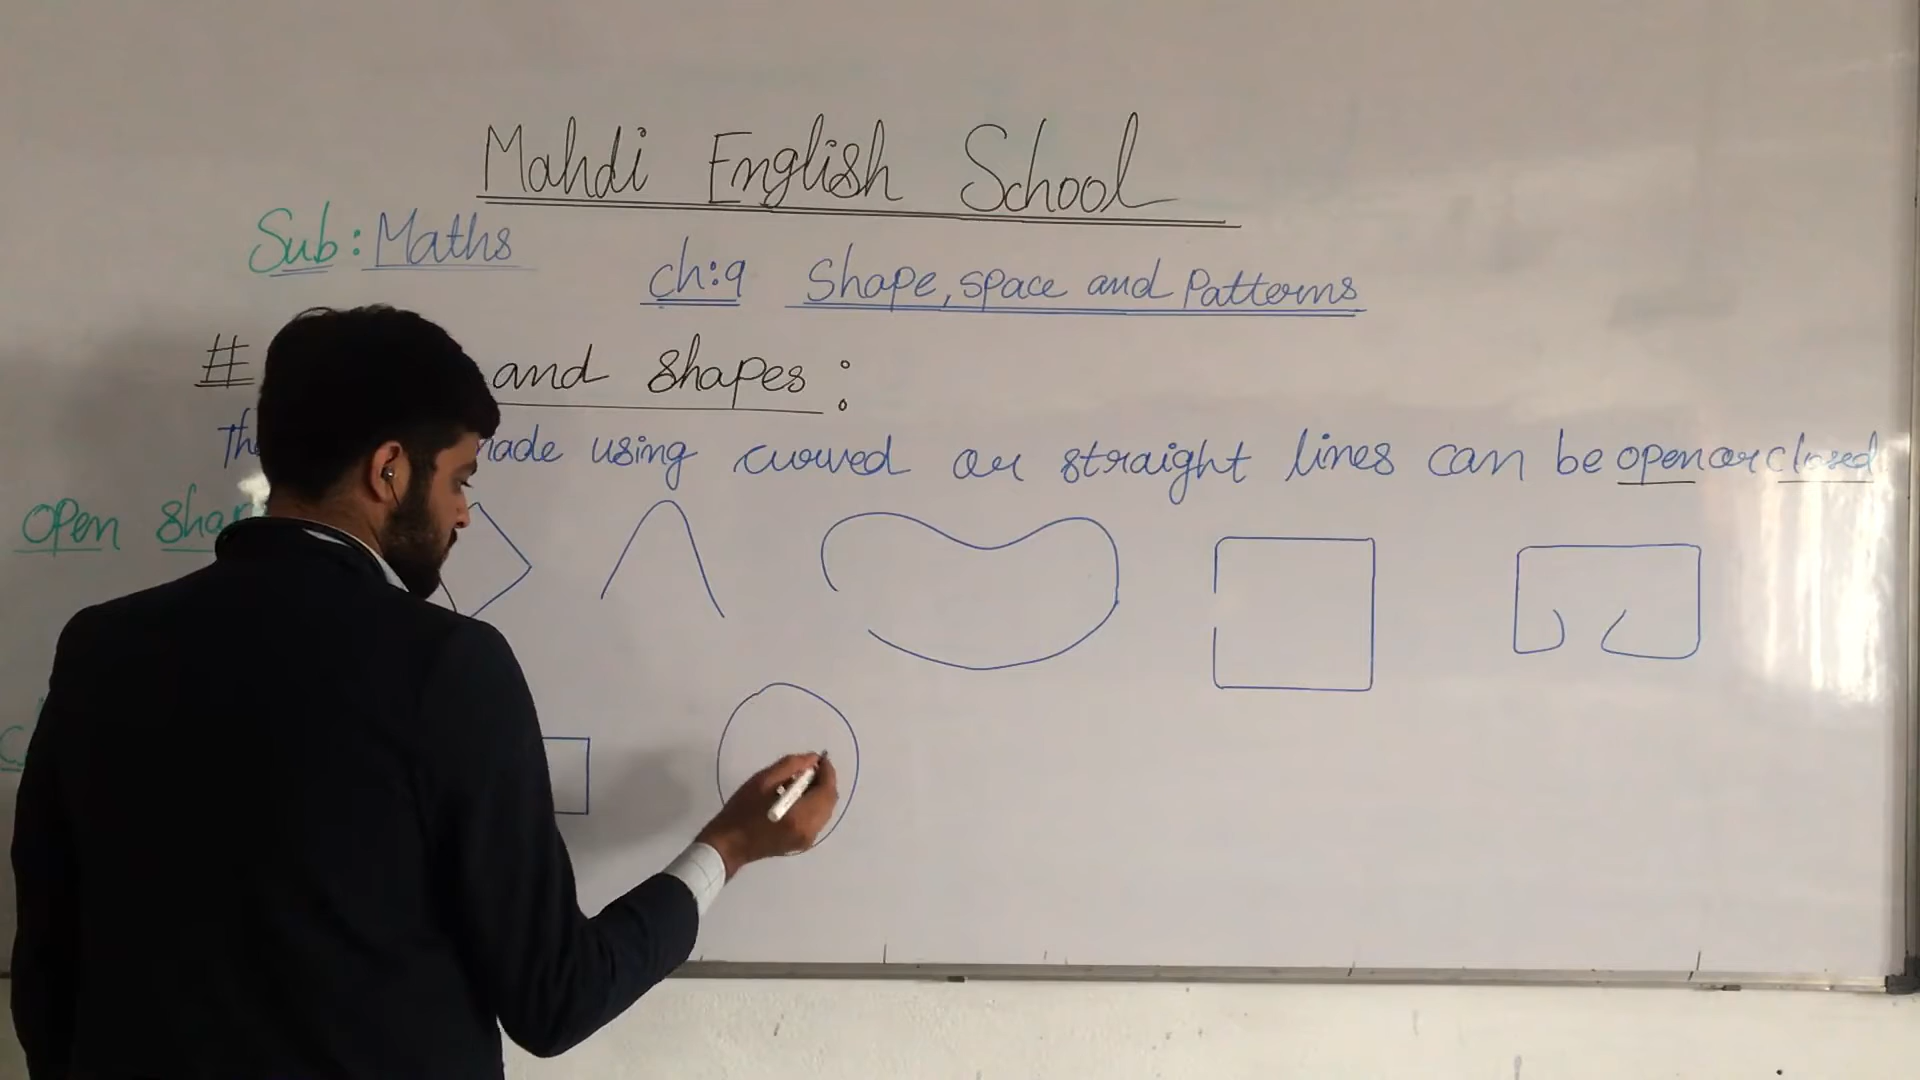 Mahdi English School
Sub: Maths
ch:9 Shape, space and Patterns
# and shapes:
made using curved or straight lines can be open or closed
open